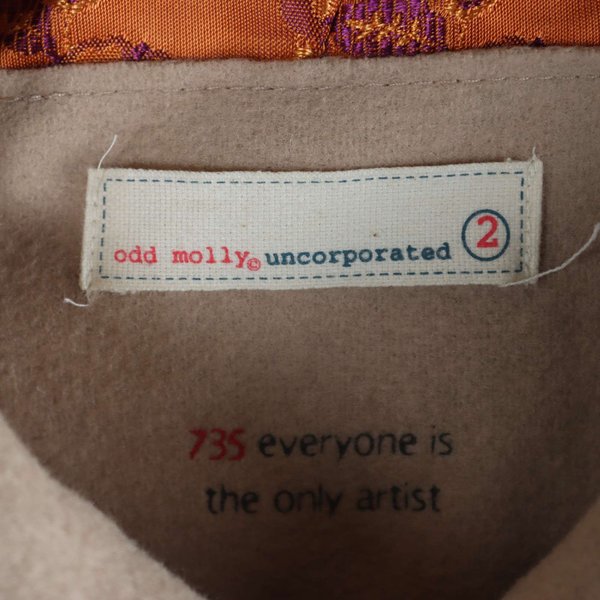 odd molly© uncorporated 2
735 everyone is
the only artist